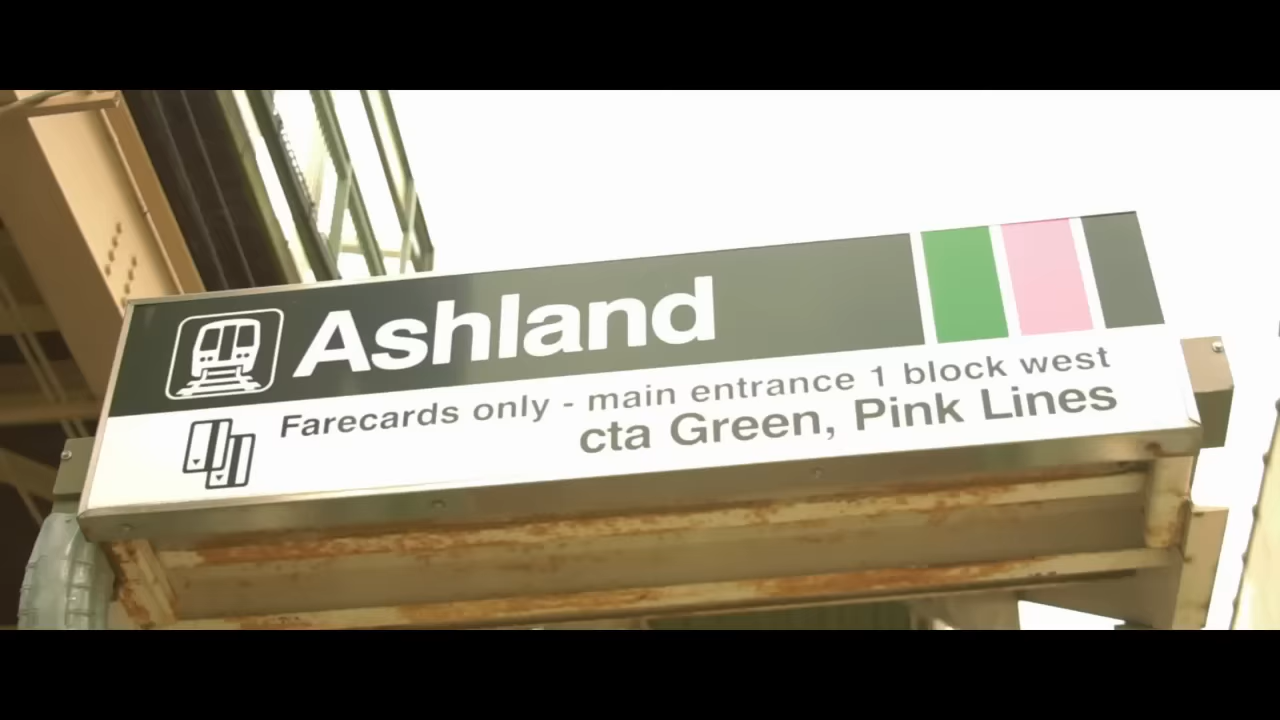 Ashland
Farecards only - main entrance 1 block west
cta Green, Pink Lines